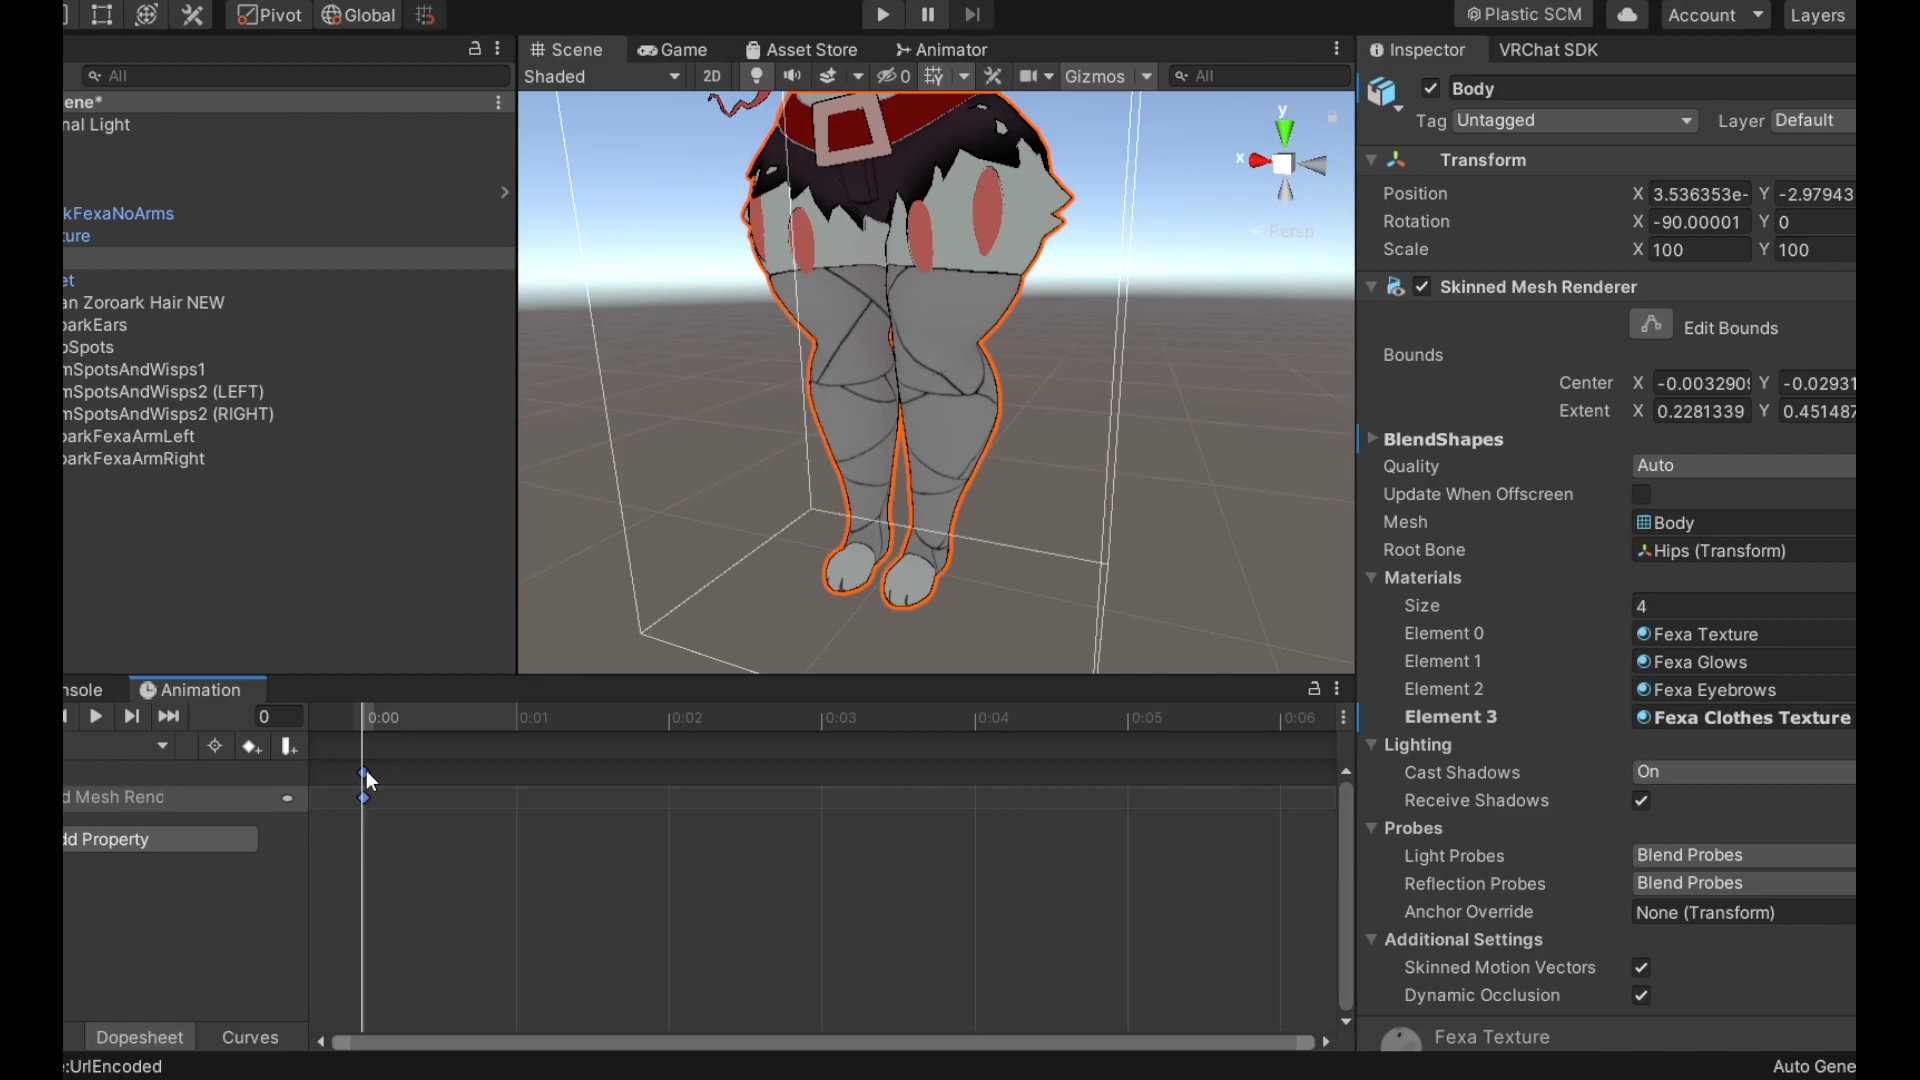 Pivot
Global
Plastic SCM
Account
Layers
Scene
Game
Asset Store
Animator
Inspector
VRChat SDK
All
Shaded
2D
0
Gizmos
All
Body
ene*
nal Light
Tag Untagged
Layer Default
y
x
Persp
Transform
Position X 3.536353e- Y -2.97943
Rotation X -90.00001 Y 0
Scale X 100 Y 100
kFexaNoArms
ture
et
an Zoroark Hair NEW
oarkEars
oSpots
mSpotsAndWisps1
mSpotsAndWisps2 (LEFT)
mSpotsAndWisps2 (RIGHT)
oarkFexaArmLeft
oarkFexaArmRight
Skinned Mesh Renderer
Edit Bounds
Bounds
Center X -0.0032909 Y -0.02931
Extent X 0.2281339 Y 0.451487
BlendShapes
Quality Auto
Update When Offscreen
Mesh Body
Root Bone Hips (Transform)
Materials
Size 4
Element 0 Fexa Texture
Element 1 Fexa Glows
Element 2 Fexa Eyebrows
Element 3 Fexa Clothes Texture
Lighting
Cast Shadows On
Receive Shadows
Probes
Light Probes Blend Probes
Reflection Probes Blend Probes
Anchor Override None (Transform)
Additional Settings
Skinned Motion Vectors
Dynamic Occlusion
Fexa Texture
nsole
Animation
0
0:00 0:01 0:02 0:03 0:04 0:05 0:06
d Mesh Rend
dd Property
Dopesheet
Curves
e:UrlEncoded
Auto Gene